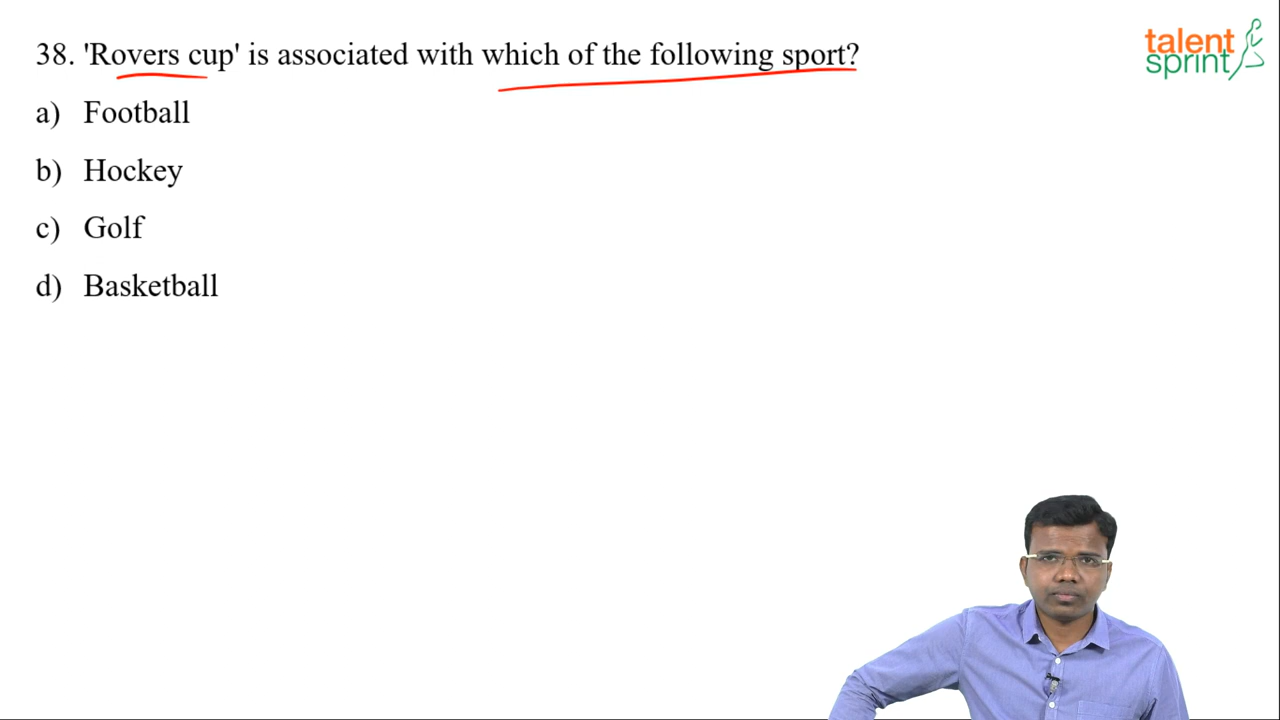 38. 'Rovers cup' is associated with which of the following sport?
a) Football
b) Hockey
c) Golf
d) Basketball
talent
sprint